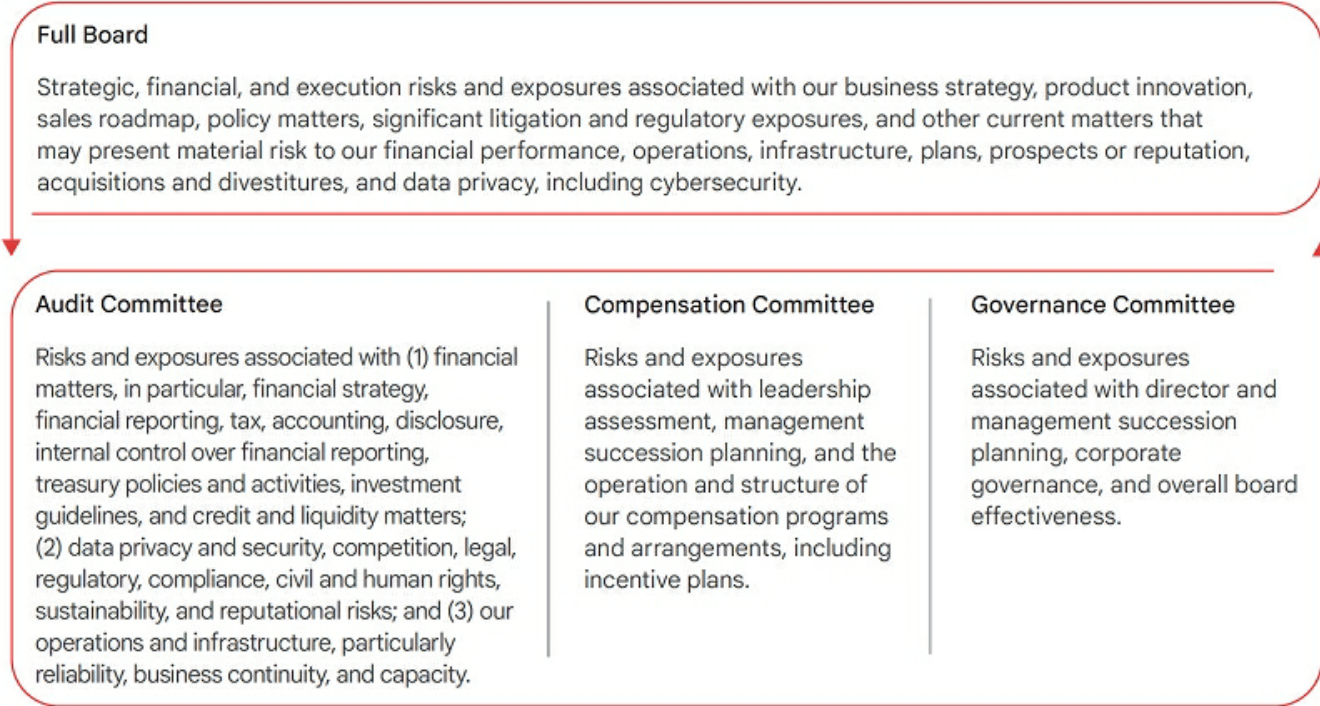 Full Board
Strategic, financial, and execution risks and exposures associated with our business strategy, product innovation,
sales roadmap, policy matters, significant litigation and regulatory exposures, and other current matters that
may present material risk to our financial performance, operations, infrastructure, plans, prospects or reputation,
acquisitions and divestitures, and data privacy, including cybersecurity.
Audit Committee
Risks and exposures associated with (1) financial
matters, in particular, financial strategy,
financial reporting, tax, accounting, disclosure,
internal control over financial reporting,
treasury policies and activities, investment
guidelines, and credit and liquidity matters;
(2) data privacy and security, competition, legal,
regulatory, compliance, civil and human rights,
sustainability, and reputational risks; and (3) our
operations and infrastructure, particularly
reliability, business continuity, and capacity.
Compensation Committee
Risks and exposures
associated with leadership
assessment, management
succession planning, and the
operation and structure of
our compensation programs
and arrangements, including
incentive plans.
Governance Committee
Risks and exposures
associated with director and
management succession
planning, corporate
governance, and overall board
effectiveness.